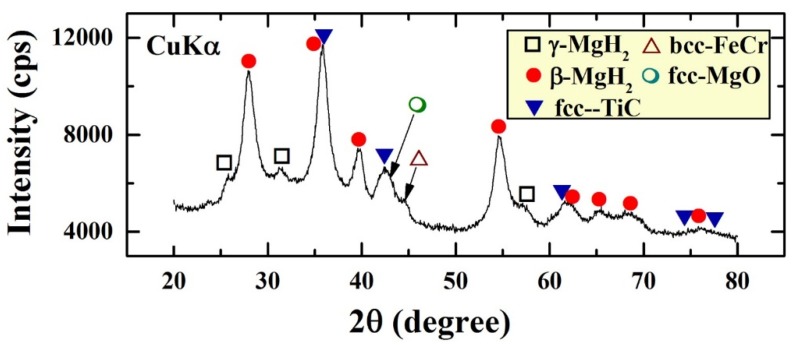 12000
CuKα
γ-MgH2
bcc-FeCr
β-MgH2
fcc-MgO
fcc--TiC
8000
4000
Intensity (cps)
20 30 40 50 60 70 80
2θ (degree)